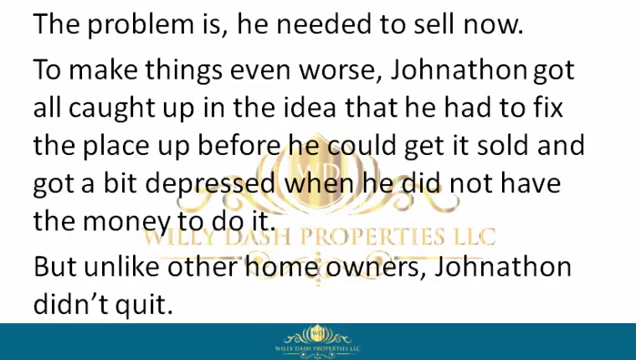 The problem is, he needed to sell now.
To make things even worse, Johnathon got
all caught up in the idea that he had to fix
the place up before he could get it sold and
got a bit depressed when he did not have
the money to do it.
WILLY DASH PROPERTIES LLC
But unlike other home owners, Johnathon
didn’t quit.
WILLY DASH PROPERTIES LLC